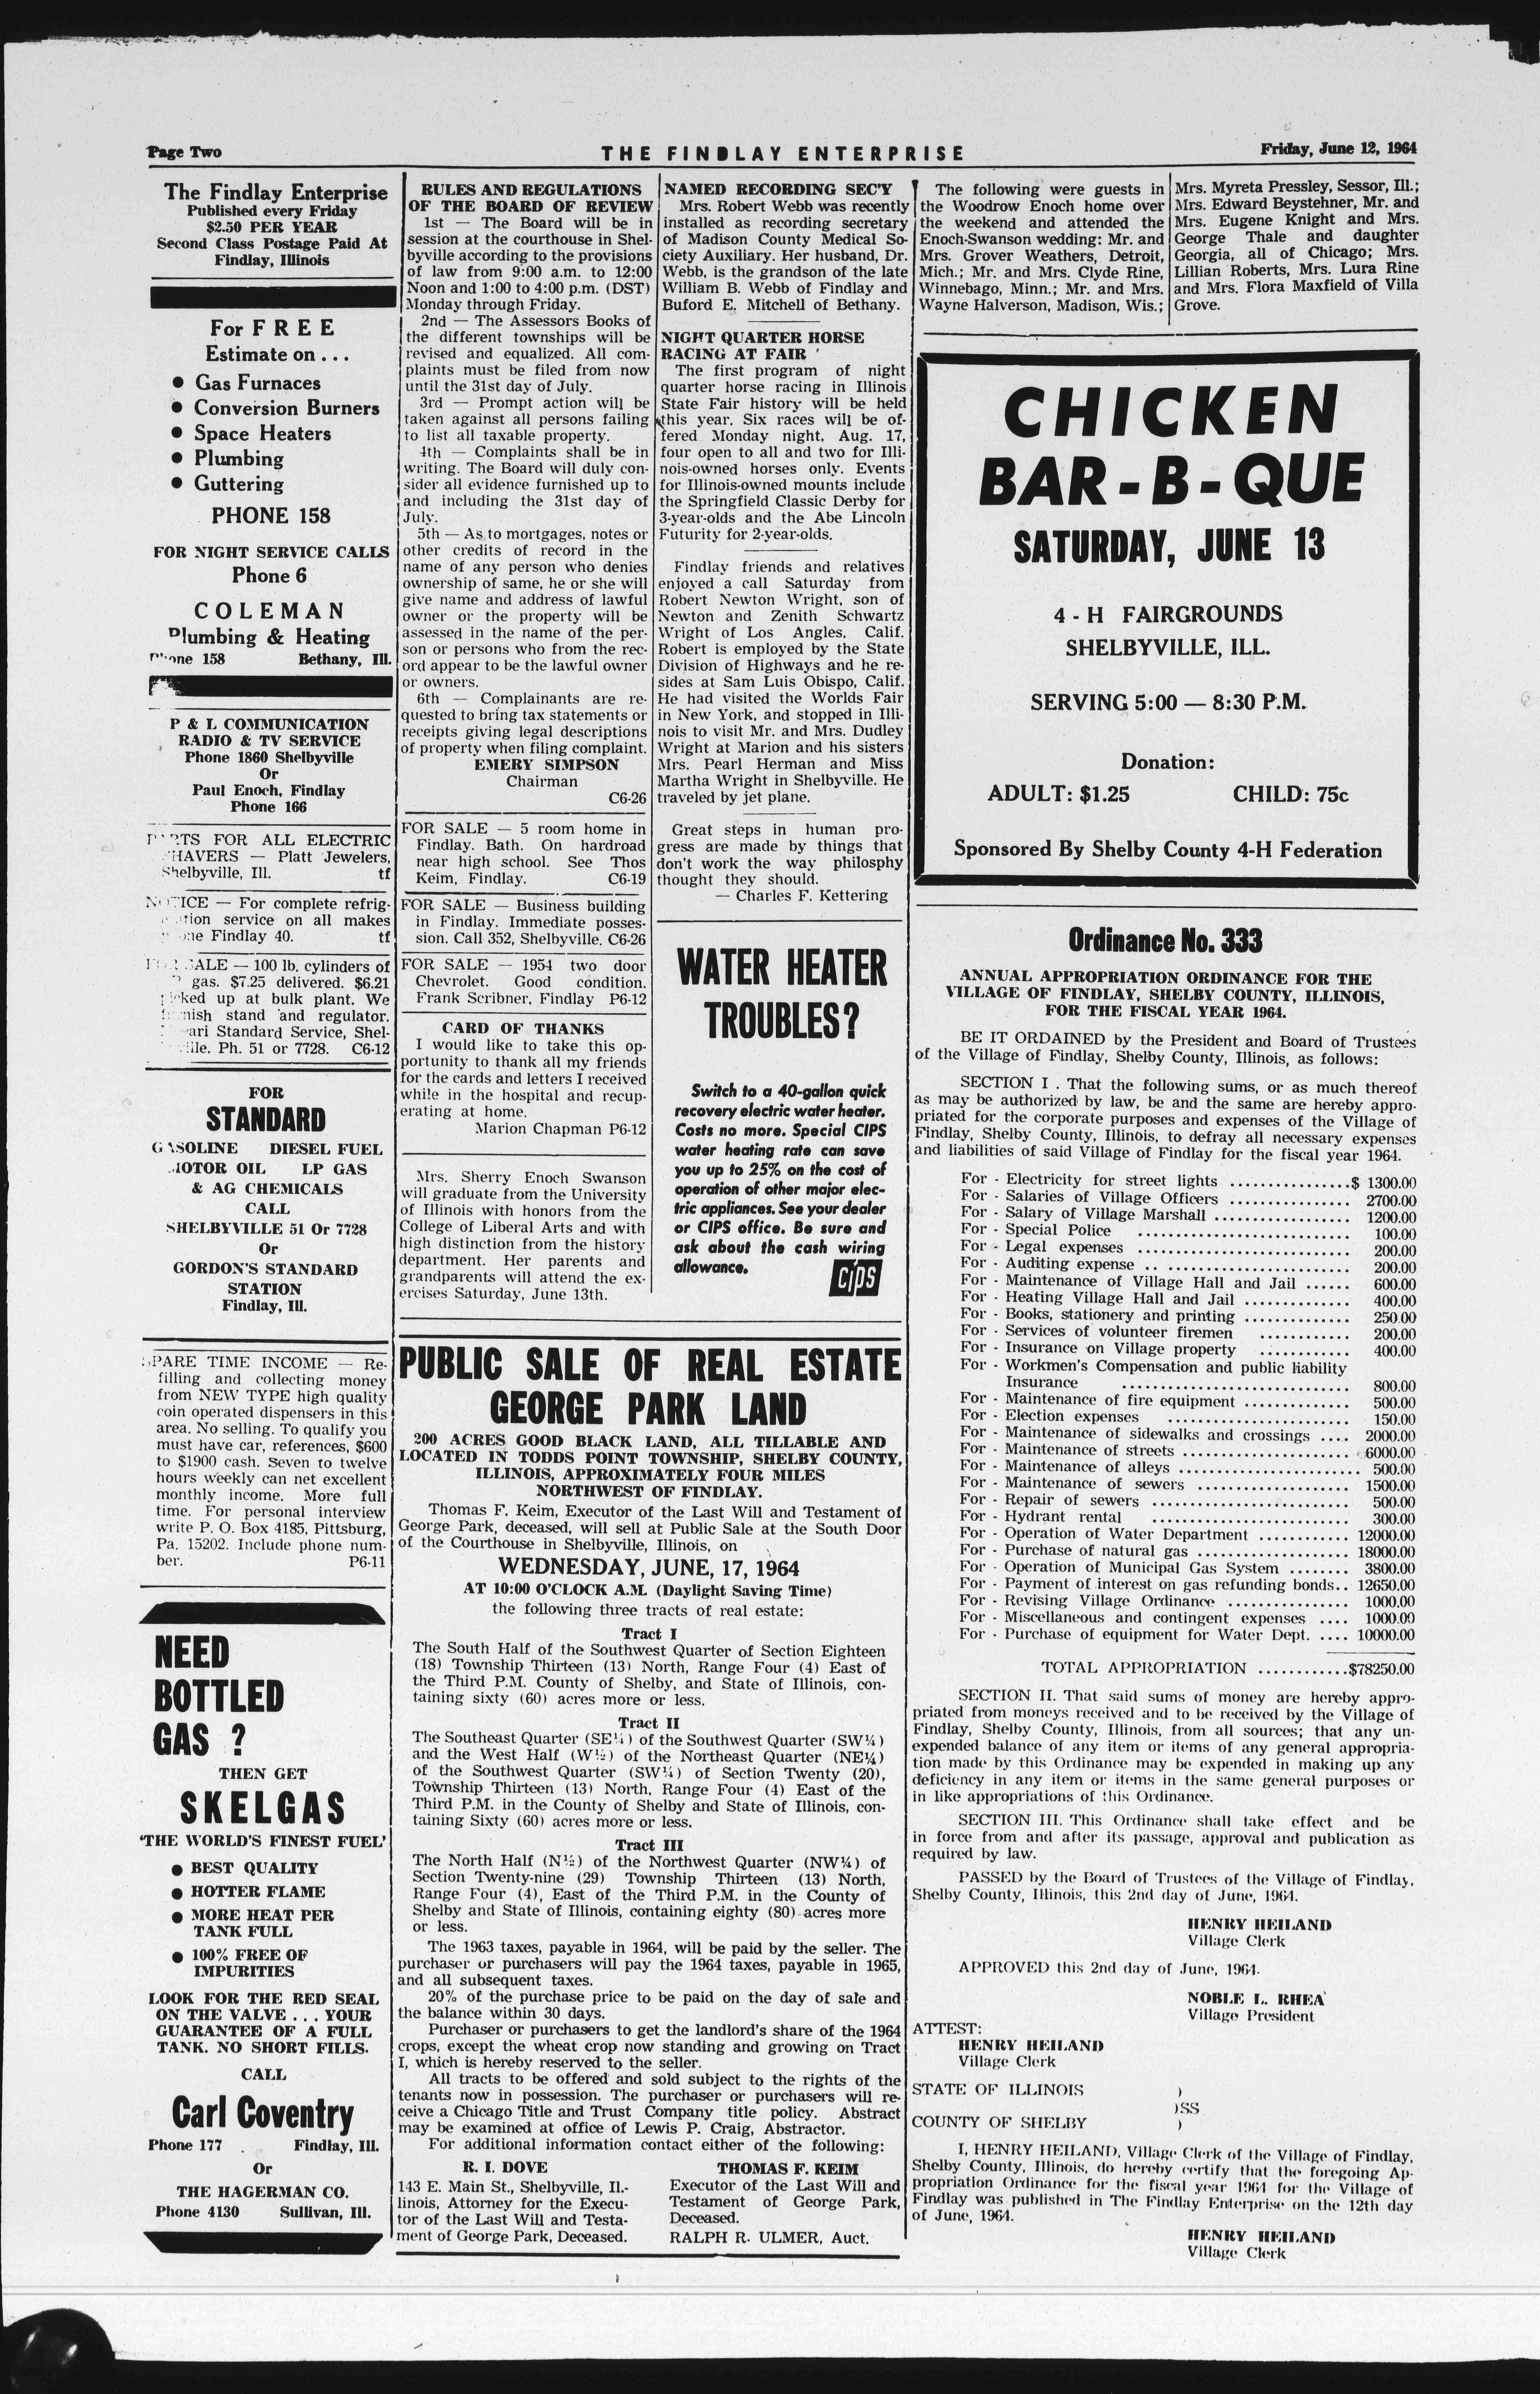 Page Two
THE FINDLAY ENTERPRISE
Friday, June 12, 1964
The Findlay Enterprise
Published every Friday
$2.50 PER YEAR
Second Class Postage Paid At
Findlay, Illinois
For FREE
Estimate on . . .
● Gas Furnaces
● Conversion Burners
● Space Heaters
● Plumbing
● Guttering
PHONE 158
FOR NIGHT SERVICE CALLS
Phone 6
COLEMAN
Plumbing & Heating
Phone 158 Bethany, Ill.
P & L COMMUNICATION
RADIO & TV SERVICE
Phone 1860 Shelbyville
Or
Paul Enoch, Findlay
Phone 166
PARTS FOR ALL ELECTRIC
SHAVERS — Platt Jewelers,
Shelbyville, Ill. tf
NOTICE — For complete refrig-
eration service on all makes
phone Findlay 40. tf
FOR SALE — 100 lb. cylinders of
gas. $7.25 delivered. $6.21
picked up at bulk plant. We
furnish stand and regulator.
Standard Service, Shel-
byville. Ph. 51 or 7728. C6-12
FOR
STANDARD
GASOLINE DIESEL FUEL
MOTOR OIL LP GAS
& AG CHEMICALS
CALL
SHELBYVILLE 51 Or 7728
Or
GORDON'S STANDARD
STATION
Findlay, Ill.
SPARE TIME INCOME — Re-
filling and collecting money
from NEW TYPE high quality
coin operated dispensers in this
area. No selling. To qualify you
must have car, references, $600
to $1900 cash. Seven to twelve
hours weekly can net excellent
monthly income. More full
time. For personal interview
write P. O. Box 4185, Pittsburg,
Pa. 15202. Include phone num-
ber. P6-11
NEED
BOTTLED
GAS ?
THEN GET
SKELGAS
'THE WORLD'S FINEST FUEL'
● BEST QUALITY
● HOTTER FLAME
● MORE HEAT PER
TANK FULL
● 100% FREE OF
IMPURITIES
LOOK FOR THE RED SEAL
ON THE VALVE . . . YOUR
GUARANTEE OF A FULL
TANK. NO SHORT FILLS.
CALL
Carl Coventry
Phone 177 Findlay, Ill.
Or
THE HAGERMAN CO.
Phone 4130 Sullivan, Ill.
RULES AND REGULATIONS
OF THE BOARD OF REVIEW
1st — The Board will be in
session at the courthouse in Shel-
byville according to the provisions
of law from 9:00 a.m. to 12:00
Noon and 1:00 to 4:00 p.m. (DST)
Monday through Friday.
2nd — The Assessors Books of
the different townships will be
revised and equalized. All com-
plaints must be filed from now
until the 31st day of July.
3rd — Prompt action will be
taken against all persons failing
to list all taxable property.
4th — Complaints shall be in
writing. The Board will duly con-
sider all evidence furnished up to
and including the 31st day of
July.
5th — As to mortgages, notes or
other credits of record in the
name of any person who denies
ownership of same, he or she will
give name and address of lawful
owner or the property will be
assessed in the name of the per-
son or persons who from the rec-
ord appear to be the lawful owner
or owners.
6th — Complainants are re-
quested to bring tax statements or
receipts giving legal descriptions
of property when filing complaint.
EMERY SIMPSON
Chairman
C6-26
FOR SALE — 5 room home in
Findlay. Bath. On hardroad
near high school. See Thos
Keim, Findlay. C6-19
FOR SALE — Business building
in Findlay. Immediate posses-
sion. Call 352, Shelbyville. C6-26
FOR SALE — 1954 two door
Chevrolet. Good condition.
Frank Scribner, Findlay P6-12
CARD OF THANKS
I would like to take this op-
portunity to thank all my friends
for the cards and letters I received
while in the hospital and recup-
erating at home.
Marion Chapman P6-12
Mrs. Sherry Enoch Swanson
will graduate from the University
of Illinois with honors from the
College of Liberal Arts and with
high distinction from the history
department. Her parents and
grandparents will attend the ex-
ercises Saturday, June 13th.
NAMED RECORDING SEC'Y
Mrs. Robert Webb was recently
installed as recording secretary
of Madison County Medical So-
ciety Auxiliary. Her husband, Dr.
Webb, is the grandson of the late
William B. Webb of Findlay and
Buford E. Mitchell of Bethany.
NIGHT QUARTER HORSE
RACING AT FAIR
The first program of night
quarter horse racing in Illinois
State Fair history will be held
this year. Six races will be of-
fered Monday night, Aug. 17,
four open to all and two for Illi-
nois-owned horses only. Events
for Illinois-owned mounts include
the Springfield Classic Derby for
3-year-olds and the Abe Lincoln
Futurity for 2-year-olds.
Findlay friends and relatives
enjoyed a call Saturday from
Robert Newton Wright, son of
Newton and Zenith Schwartz
Wright of Los Angles, Calif.
Robert is employed by the State
Division of Highways and he re-
sides at Sam Luis Obispo, Calif.
He had visited the Worlds Fair
in New York, and stopped in Illi-
nois to visit Mr. and Mrs. Dudley
Wright at Marion and his sisters
Mrs. Pearl Herman and Miss
Martha Wright in Shelbyville. He
traveled by jet plane.
Great steps in human pro-
gress are made by things that
don't work the way philosphy
thought they should.
— Charles F. Kettering
WATER HEATER
TROUBLES?
Switch to a 40-gallon quick
recovery electric water heater.
Costs no more. Special CIPS
water heating rate can save
you up to 25% on the cost of
operation of other major elec-
tric appliances. See your dealer
or CIPS office. Be sure and
ask about the cash wiring
allowance.
CIPS
PUBLIC SALE OF REAL ESTATE
GEORGE PARK LAND
200 ACRES GOOD BLACK LAND, ALL TILLABLE AND
LOCATED IN TODDS POINT TOWNSHIP, SHELBY COUNTY,
ILLINOIS, APPROXIMATELY FOUR MILES
NORTHWEST OF FINDLAY.
Thomas F. Keim, Executor of the Last Will and Testament of
George Park, deceased, will sell at Public Sale at the South Door
of the Courthouse in Shelbyville, Illinois, on
WEDNESDAY, JUNE, 17, 1964
AT 10:00 O'CLOCK A.M. (Daylight Saving Time)
the following three tracts of real estate:
Tract I
The South Half of the Southwest Quarter of Section Eighteen
(18) Township Thirteen (13) North, Range Four (4) East of
the Third P.M. County of Shelby, and State of Illinois, con-
taining sixty (60) acres more or less.
Tract II
The Southeast Quarter (SE¼) of the Southwest Quarter (SW¼)
and the West Half (W½) of the Northeast Quarter (NE¼)
of the Southwest Quarter (SW¼) of Section Twenty (20),
Township Thirteen (13) North, Range Four (4) East of the
Third P.M. in the County of Shelby and State of Illinois, con-
taining Sixty (60) acres more or less.
Tract III
The North Half (N½) of the Northwest Quarter (NW¼) of
Section Twenty-nine (29) Township Thirteen (13) North,
Range Four (4), East of the Third P.M. in the County of
Shelby and State of Illinois, containing eighty (80) acres more
or less.
The 1963 taxes, payable in 1964, will be paid by the seller. The
purchaser or purchasers will pay the 1964 taxes, payable in 1965,
and all subsequent taxes.
20% of the purchase price to be paid on the day of sale and
the balance within 30 days.
Purchaser or purchasers to get the landlord's share of the 1964
crops, except the wheat crop now standing and growing on Tract
I, which is hereby reserved to the seller.
All tracts to be offered and sold subject to the rights of the
tenants now in possession. The purchaser or purchasers will re-
ceive a Chicago Title and Trust Company title policy. Abstract
may be examined at office of Lewis P. Craig, Abstractor.
For additional information contact either of the following:
R. I. DOVE
143 E. Main St., Shelbyville, Il.-
linois, Attorney for the Execu-
tor of the Last Will and Testa-
ment of George Park, Deceased.
THOMAS F. KEIM
Executor of the Last Will and
Testament of George Park,
Deceased.
RALPH R. ULMER, Auct.
The following were guests in
the Woodrow Enoch home over
the weekend and attended the
Enoch-Swanson wedding: Mr. and
Mrs. Grover Weathers, Detroit,
Mich.; Mr. and Mrs. Clyde Rine,
Winnebago, Minn.; Mr. and Mrs.
Wayne Halverson, Madison, Wis.;
Mrs. Myreta Pressley, Sessor, Ill.;
Mrs. Edward Beystehner, Mr. and
Mrs. Eugene Knight and Mrs.
George Thale and daughter
Georgia, all of Chicago; Mrs.
Lillian Roberts, Mrs. Lura Rine
and Mrs. Flora Maxfield of Villa
Grove.
CHICKEN
BAR-B-QUE
SATURDAY, JUNE 13
4-H FAIRGROUNDS
SHELBYVILLE, ILL.
SERVING 5:00 — 8:30 P.M.
Donation:
ADULT: $1.25 CHILD: 75c
Sponsored By Shelby County 4-H Federation
Ordinance No. 333
ANNUAL APPROPRIATION ORDINANCE FOR THE
VILLAGE OF FINDLAY, SHELBY COUNTY, ILLINOIS,
FOR THE FISCAL YEAR 1964.
BE IT ORDAINED by the President and Board of Trustees
of the Village of Findlay, Shelby County, Illinois, as follows:
SECTION I . That the following sums, or as much thereof
as may be authorized by law, be and the same are hereby appro-
priated for the corporate purposes and expenses of the Village of
Findlay, Shelby County, Illinois, to defray all necessary expenses
and liabilities of said Village of Findlay for the fiscal year 1964.
For - Electricity for street lights ................$ 1300.00
For - Salaries of Village Officers ................ 2700.00
For - Salary of Village Marshall .................. 1200.00
For - Special Police ............................ 100.00
For - Legal expenses ............................ 200.00
For - Auditing expense .. ........................ 200.00
For - Maintenance of Village Hall and Jail ...... 600.00
For - Heating Village Hall and Jail .............. 400.00
For - Books, stationery and printing .............. 250.00
For - Services of volunteer firemen ............ 200.00
For - Insurance on Village property ............ 400.00
For - Workmen's Compensation and public liability
Insurance .............................. 800.00
For - Maintenance of fire equipment .............. 500.00
For - Election expenses ........................ 150.00
For - Maintenance of sidewalks and crossings .... 2000.00
For - Maintenance of streets ...................... 6000.00
For - Maintenance of alleys ........................ 500.00
For - Maintenance of sewers .................... 1500.00
For - Repair of sewers .......................... 500.00
For - Hydrant rental .......................... 300.00
For - Operation of Water Department ............ 12000.00
For - Purchase of natural gas .................... 18000.00
For - Operation of Municipal Gas System ........ 3800.00
For - Payment of interest on gas refunding bonds.. 12650.00
For - Revising Village Ordinance ................ 1000.00
For - Miscellaneous and contingent expenses .... 1000.00
For - Purchase of equipment for Water Dept. .... 10000.00
TOTAL APPROPRIATION ............$78250.00
SECTION II. That said sums of money are hereby appro-
priated from moneys received and to be received by the Village of
Findlay, Shelby County, Illinois, from all sources; that any un-
expended balance of any item or items of any general appropria-
tion made by this Ordinance may be expended in making up any
deficiency in any item or items in the same general purposes or
in like appropriations of this Ordinance.
SECTION III. This Ordinance shall take effect and be
in force from and after its passage, approval and publication as
required by law.
PASSED by the Board of Trustees of the Village of Findlay,
Shelby County, Illinois, this 2nd day of June, 1964.
HENRY HEILAND
Village Clerk
APPROVED this 2nd day of June, 1964.
NOBLE L. RHEA
Village President
ATTEST:
HENRY HEILAND
Village Clerk
STATE OF ILLINOIS )
)SS
COUNTY OF SHELBY )
I, HENRY HEILAND, Village Clerk of the Village of Findlay,
Shelby County, Illinois, do hereby certify that the foregoing Ap-
propriation Ordinance for the fiscal year 1964 for the Village of
Findlay was published in The Findlay Enterprise on the 12th day
of June, 1964.
HENRY HEILAND
Village Clerk